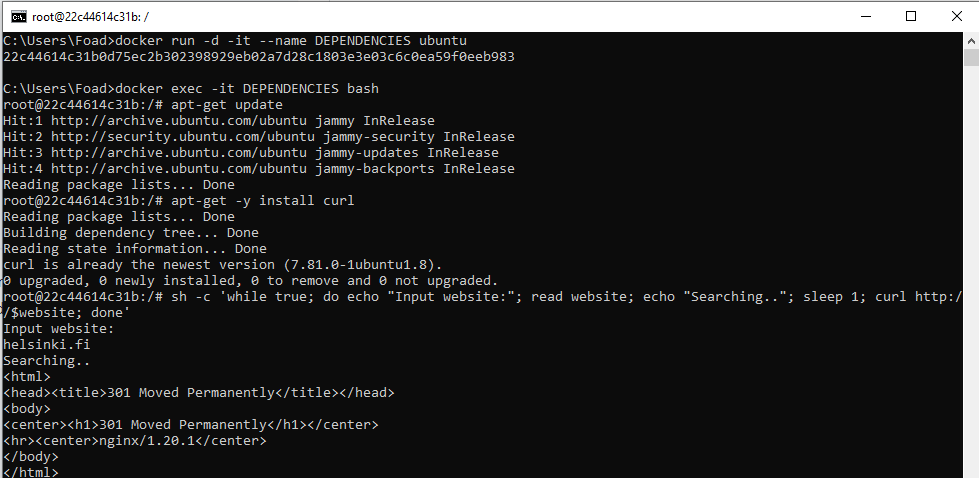 root@22c44614c31b: /
C:\Users\Foad>docker run -d -it --name DEPENDENCIES ubuntu
22c44614c31b0d75ec2b302398929eb02a7d28c1803e3e03c6c0ea59f0eeb983
C:\Users\Foad>docker exec -it DEPENDENCIES bash
root@22c44614c31b:/# apt-get update
Hit:1 http://archive.ubuntu.com/ubuntu jammy InRelease
Hit:2 http://security.ubuntu.com/ubuntu jammy-security InRelease
Hit:3 http://archive.ubuntu.com/ubuntu jammy-updates InRelease
Hit:4 http://archive.ubuntu.com/ubuntu jammy-backports InRelease
Reading package lists... Done
root@22c44614c31b:/# apt-get -y install curl
Reading package lists... Done
Building dependency tree... Done
Reading state information... Done
curl is already the newest version (7.81.0-1ubuntu1.8).
0 upgraded, 0 newly installed, 0 to remove and 0 not upgraded.
root@22c44614c31b:/# sh -c 'while true; do echo "Input website:"; read website; echo "Searching.."; sleep 1; curl http:/
/$website; done'
Input website:
helsinki.fi
Searching..
<html>
<head><title>301 Moved Permanently</title></head>
<body>
<center><h1>301 Moved Permanently</h1></center>
<hr><center>nginx/1.20.1</center>
</body>
</html>